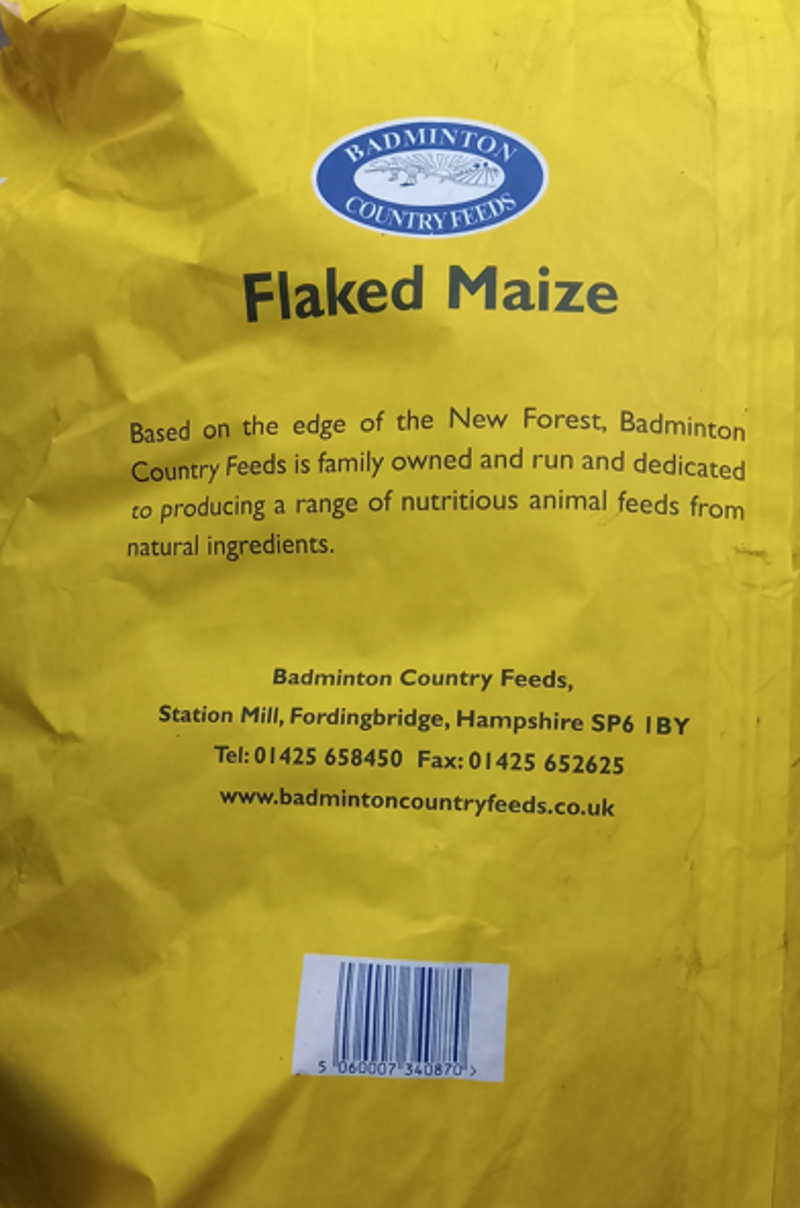 BADMINTON
COUNTRY FEEDS
Flaked Maize
Based on the edge of the New Forest, Badminton
Country Feeds is family owned and run and dedicated
to producing a range of nutritious animal feeds from
natural ingredients.
Badminton Country Feeds,
Station Mill, Fordingbridge, Hampshire SP6 1BY
Tel: 01425 658450 Fax: 01425 652625
www.badmintoncountryfeeds.co.uk
5 060007 340870 >